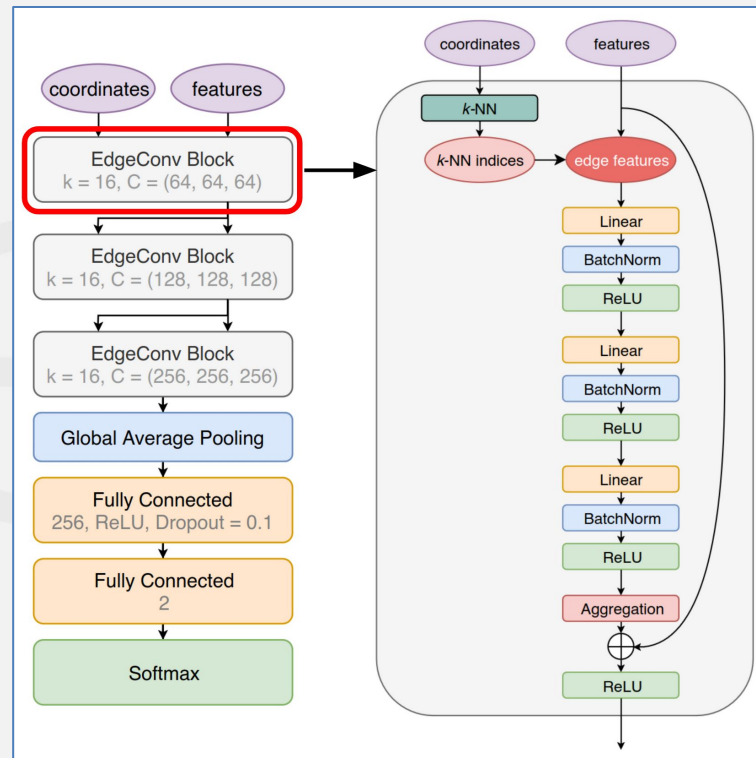 coordinates
features
EdgeConv Block
k = 16, C = (64, 64, 64)
EdgeConv Block
k = 16, C = (128, 128, 128)
EdgeConv Block
k = 16, C = (256, 256, 256)
Global Average Pooling
Fully Connected
256, ReLU, Dropout = 0.1
Fully Connected
2
Softmax
coordinates
features
k-NN
k-NN indices
edge features
Linear
BatchNorm
ReLU
Linear
BatchNorm
ReLU
Linear
BatchNorm
ReLU
Aggregation
ReLU